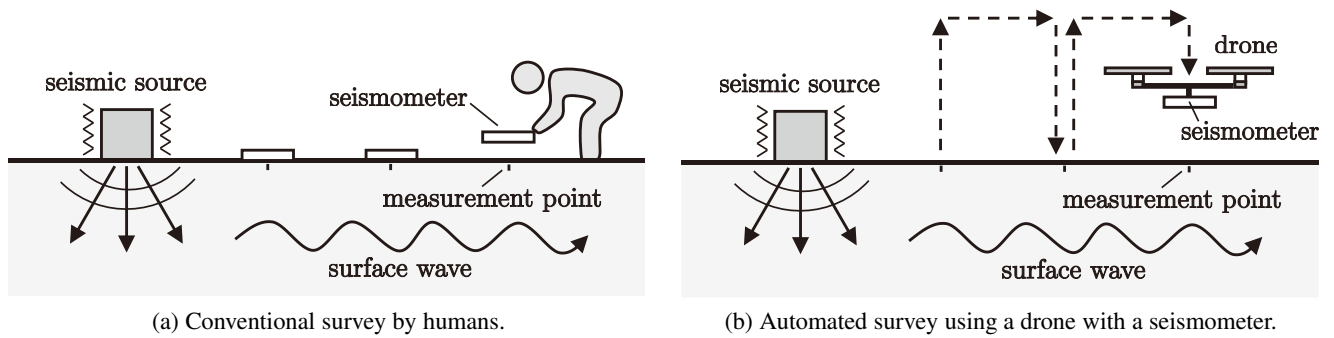 seismic source
seismometer
measurement point
surface wave
(a) Conventional survey by humans.
seismic source
drone
seismometer
measurement point
surface wave
(b) Automated survey using a drone with a seismometer.